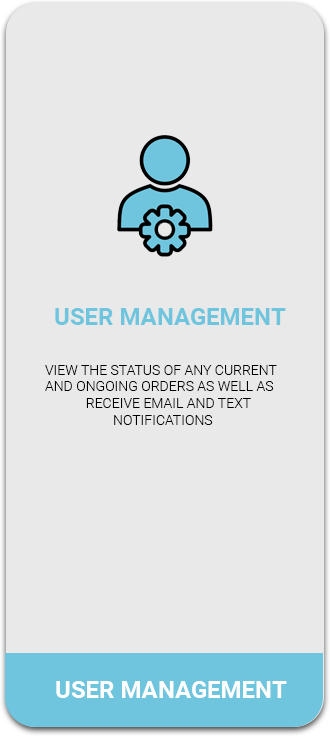 USER MANAGEMENT
VIEW THE STATUS OF ANY CURRENT
AND ONGOING ORDERS AS WELL AS
RECEIVE EMAIL AND TEXT
NOTIFICATIONS
USER MANAGEMENT